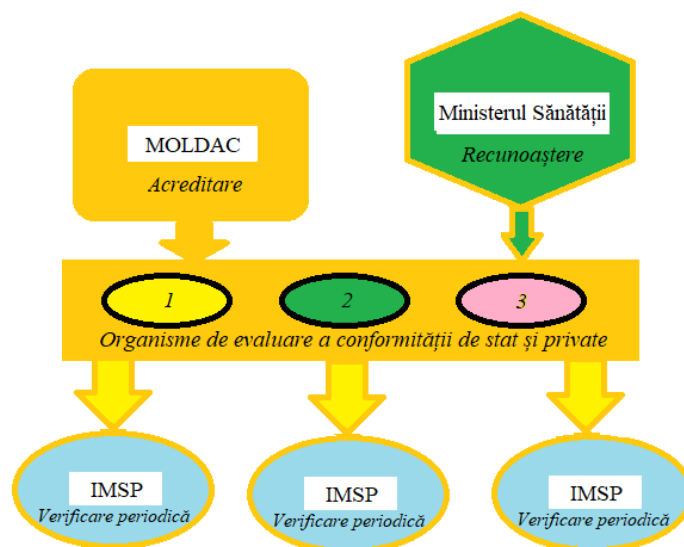 MOLDAC
Acreditare
Ministerul Sănătății
Recunoaștere
1
2
3
Organisme de evaluare a conformității de stat și private
IMSP
Verificare periodică
IMSP
Verificare periodică
IMSP
Verificare periodică